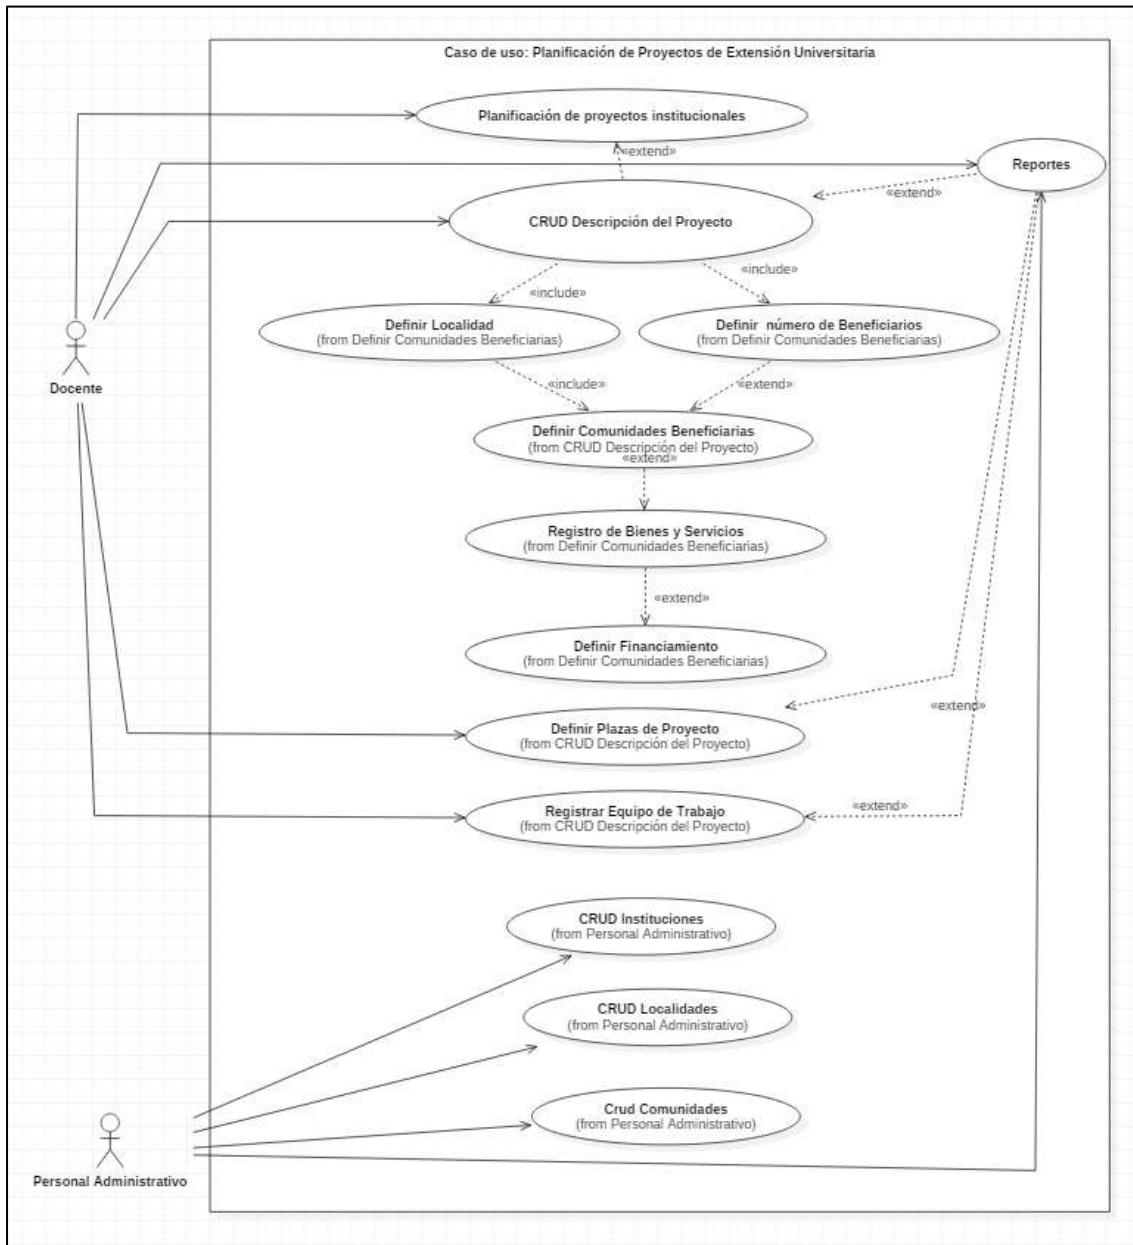 Caso de uso: Planificación de Proyectos de Extensión Universitaria
Planificación de proyectos institucionales
«extend»
Reportes
«extend»
CRUD Descripción del Proyecto
«include»
«include»
Definir Localidad
(from Definir Comunidades Beneficiarias)
Definir número de Beneficiarios
(from Definir Comunidades Beneficiarias)
Docente
«include»
«extend»
Definir Comunidades Beneficiarias
(from CRUD Descripción del Proyecto)
«extend»
Registro de Bienes y Servicios
(from Definir Comunidades Beneficiarias)
«extend»
Definir Financiamiento
(from Definir Comunidades Beneficiarias)
«extend»
Definir Plazas de Proyecto
(from CRUD Descripción del Proyecto)
«extend»
Registrar Equipo de Trabajo
(from CRUD Descripción del Proyecto)
CRUD Instituciones
(from Personal Administrativo)
CRUD Localidades
(from Personal Administrativo)
Crud Comunidades
(from Personal Administrativo)
Personal Administrativo